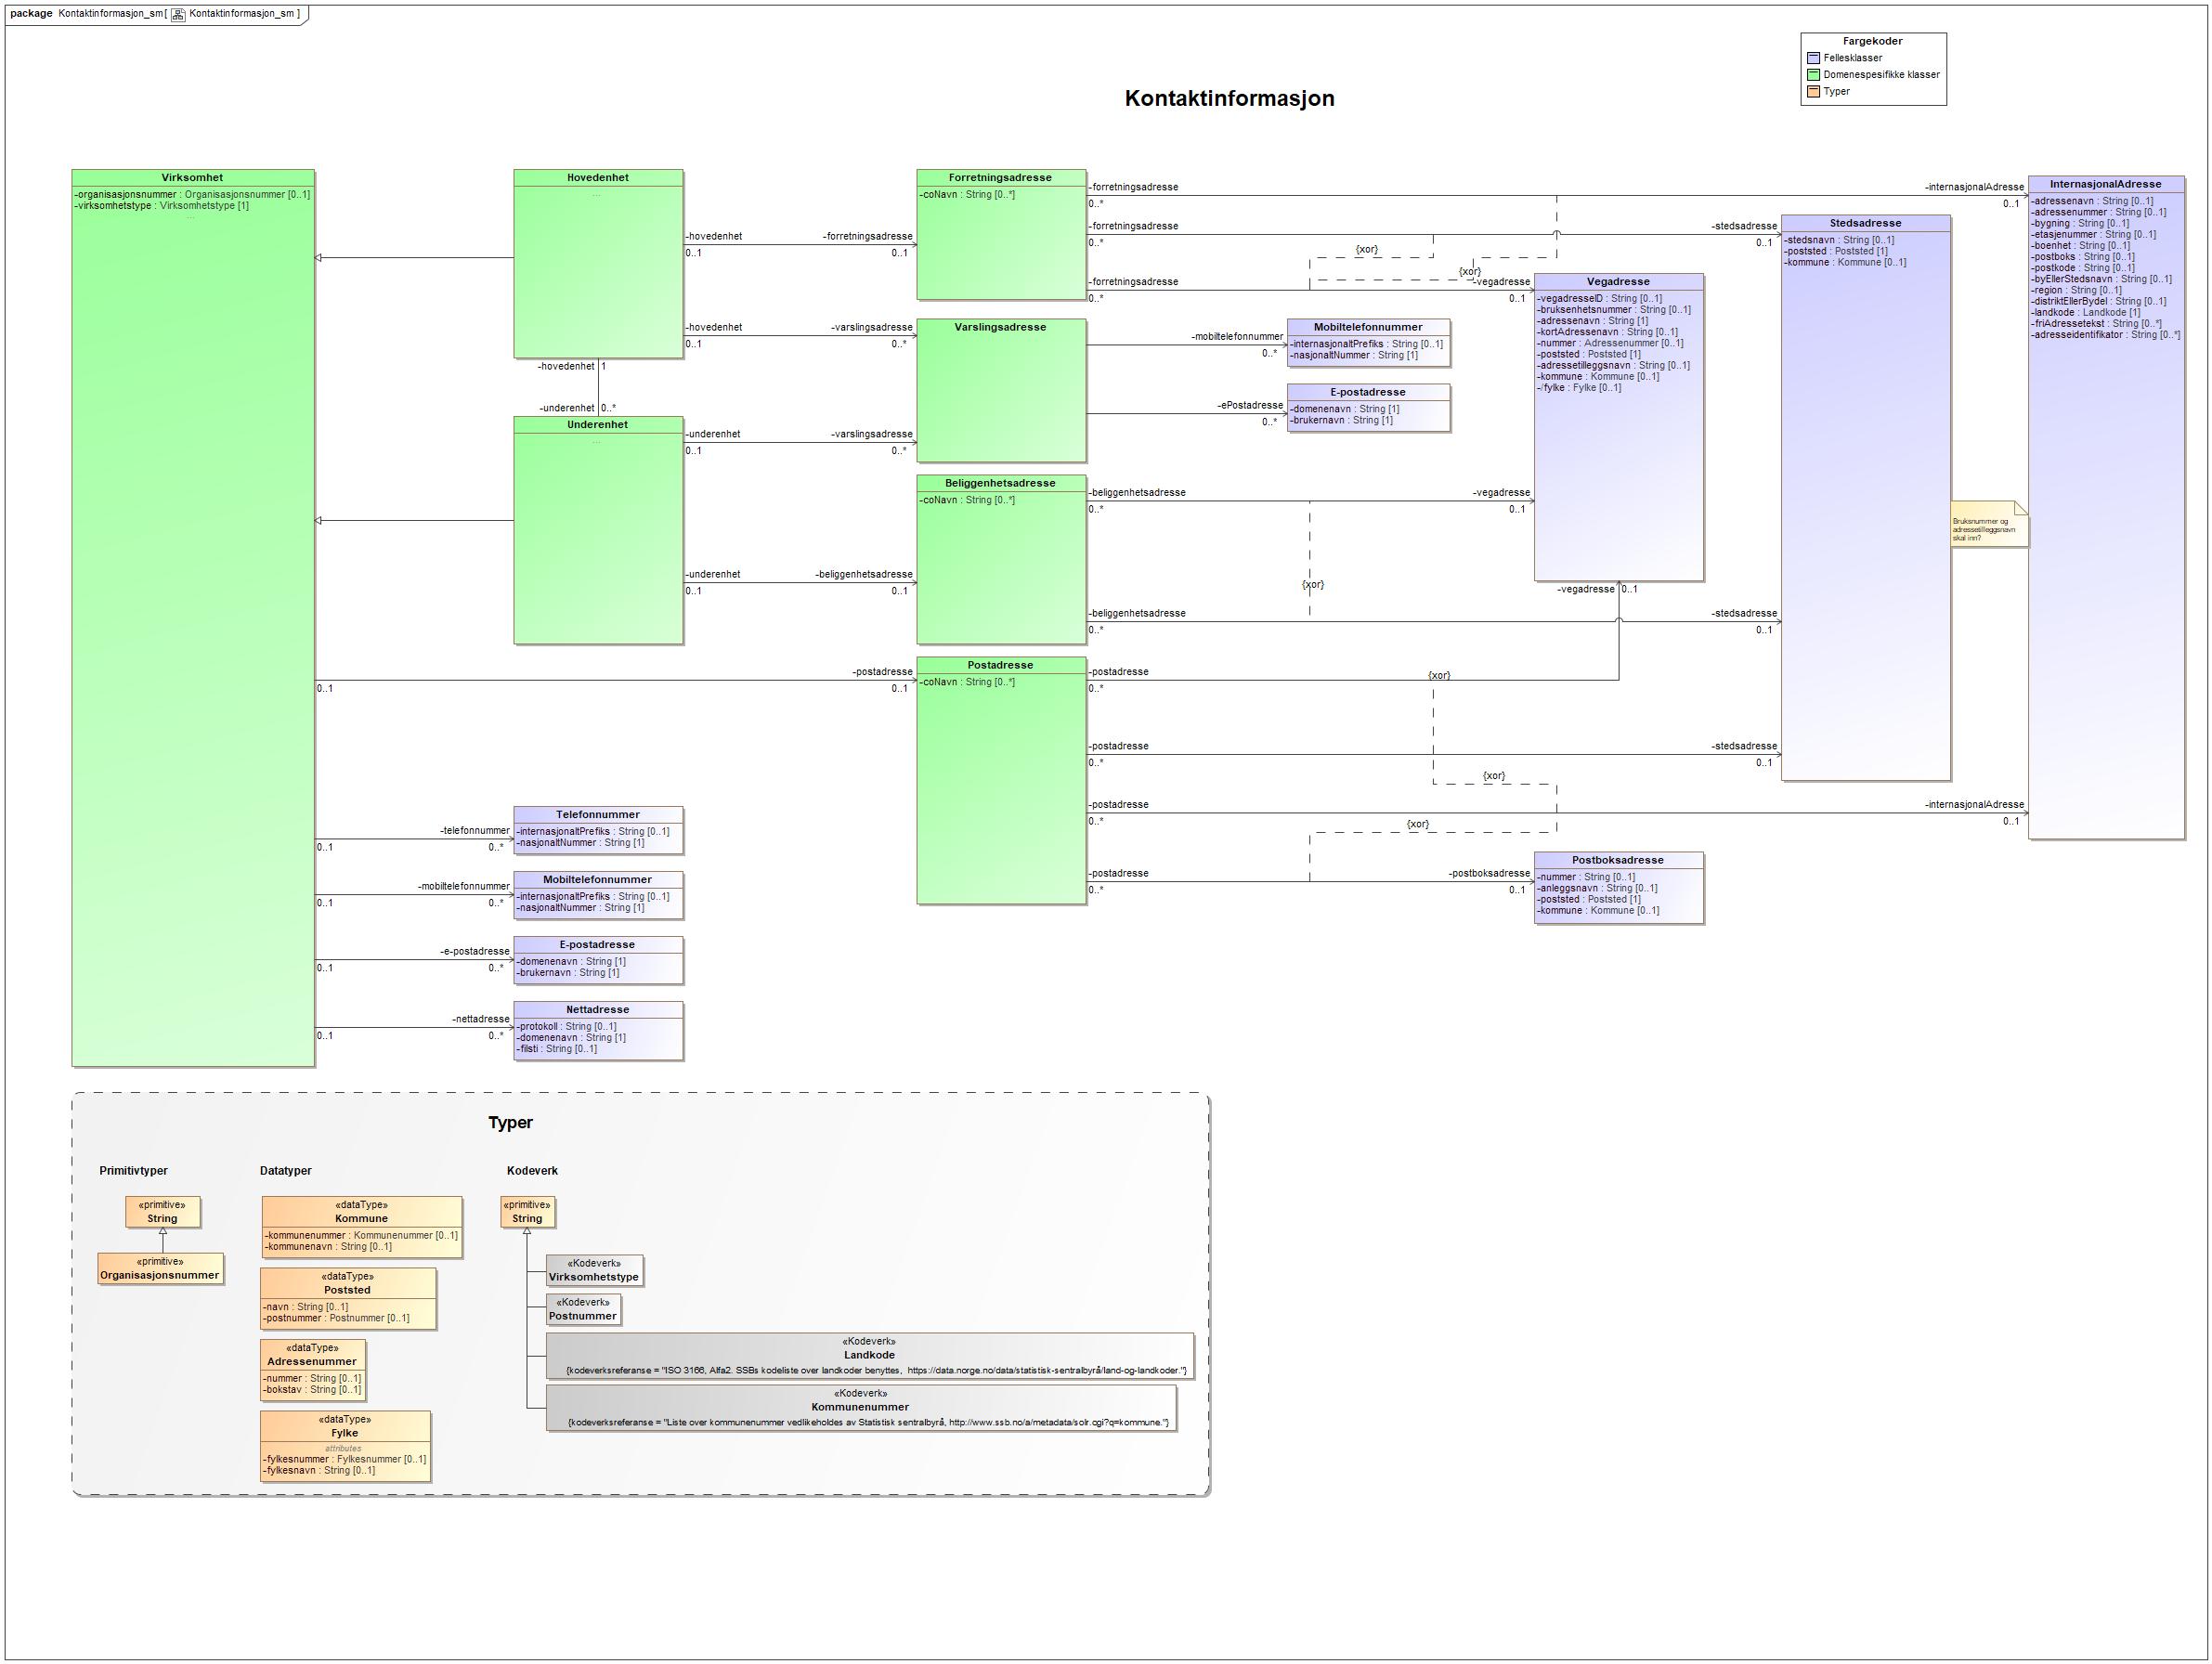 package Kontaktinformasjon_sm[ Kontaktinformasjon_sm ]
Fargekoder
Fellesklasser
Domenespesifikke klasser
Typer
Kontaktinformasjon
Virksomhet
-organisasjonsnummer : Organisasjonsnummer [0..1]
-virksomhetstype : Virksomhetstype [1]
...
Hovedenhet
...
-hovedenhet
0..1
-forretningsadresse
0..1
-hovedenhet
0..1
-varslingsadresse
0..*
-hovedenhet 1
-underenhet 0..*
Underenhet
...
-underenhet
0..1
-varslingsadresse
0..*
-underenhet
0..1
-beliggenhetsadresse
0..1
0..1
-postadresse
0..1
Forretningsadresse
-coNavn : String [0..*]
-forretningsadresse
0..*
-internasjonalAdresse
0..1
-forretningsadresse
0..*
-stedsadresse
0..1
{xor}
{xor}
-forretningsadresse
0..*
-vegadresse
0..1
Varslingsadresse
-mobiltelefonnummer
0..*
-ePostadresse
0..*
Mobiltelefonnummer
-internasjonaltPrefiks : String [0..1]
-nasjonaltNummer : String [1]
E-postadresse
-domenenavn : String [1]
-brukernavn : String [1]
Beliggenhetsadresse
-coNavn : String [0..*]
-beliggenhetsadresse
0..*
-vegadresse
0..1
{xor}
-beliggenhetsadresse
0..*
-stedsadresse
0..1
Postadresse
-coNavn : String [0..*]
-postadresse
0..*
{xor}
-vegadresse 0..1
-postadresse
0..*
-stedsadresse
0..1
{xor}
-postadresse
0..*
-internasjonalAdresse
0..1
{xor}
-postadresse
0..*
-postboksadresse
0..1
Vegadresse
-vegadresseID : String [0..1]
-bruksenhetsnummer : String [0..1]
-adressenavn : String [1]
-kortAdressenavn : String [0..1]
-nummer : Adressenummer [0..1]
-poststed : Poststed [1]
-adressetilleggsnavn : String [0..1]
-kommune : Kommune [0..1]
-/fylke : Fylke [0..1]
Stedsadresse
-stedsnavn : String [0..1]
-poststed : Poststed [1]
-kommune : Kommune [0..1]
InternasjonalAdresse
-adressenavn : String [0..1]
-adressenummer : String [0..1]
-bygning : String [0..1]
-etasjenummer : String [0..1]
-boenhet : String [0..1]
-postboks : String [0..1]
-postkode : String [0..1]
-byEllerStedsnavn : String [0..1]
-region : String [0..1]
-distriktEllerBydel : String [0..1]
-landkode : Landkode [1]
-friAdressetekst : String [0..*]
-adresseidentifikator : String [0..*]
Bruksnummer og
adressetilleggsnavn
skal inn?
Postboksadresse
-nummer : String [0..1]
-anleggsnavn : String [0..1]
-poststed : Poststed [1]
-kommune : Kommune [0..1]
0..1
-telefonnummer
0..*
Telefonnummer
-internasjonaltPrefiks : String [0..1]
-nasjonaltNummer : String [1]
0..1
-mobiltelefonnummer
0..*
Mobiltelefonnummer
-internasjonaltPrefiks : String [0..1]
-nasjonaltNummer : String [1]
0..1
-e-postadresse
0..*
E-postadresse
-domenenavn : String [1]
-brukernavn : String [1]
0..1
-nettadresse
0..*
Nettadresse
-protokoll : String [0..1]
-domenenavn : String [1]
-filsti : String [0..1]
Typer
Primitivtyper
«primitive»
String
«primitive»
Organisasjonsnummer
Datatyper
«dataType»
Kommune
-kommunenummer : Kommunenummer [0..1]
-kommunenavn : String [0..1]
«dataType»
Poststed
-navn : String [0..1]
-postnummer : Postnummer [0..1]
«dataType»
Adressenummer
-nummer : String [0..1]
-bokstav : String [0..1]
«dataType»
Fylke
attributes
-fylkesnummer : Fylkesnummer [0..1]
-fylkesnavn : String [0..1]
Kodeverk
«primitive»
String
«Kodeverk»
Virksomhetstype
«Kodeverk»
Postnummer
«Kodeverk»
Landkode
{kodeverksreferanse = "ISO 3166, Alfa2. SSBs kodeliste over landkoder benyttes, https://data.norge.no/data/statistisk-sentralbyrå/land-og-landkoder."}
«Kodeverk»
Kommunenummer
{kodeverksreferanse = "Liste over kommunenummer vedlikeholdes av Statistisk sentralbyrå, http://www.ssb.no/a/metadata/solr.cgi?q=kommune."}